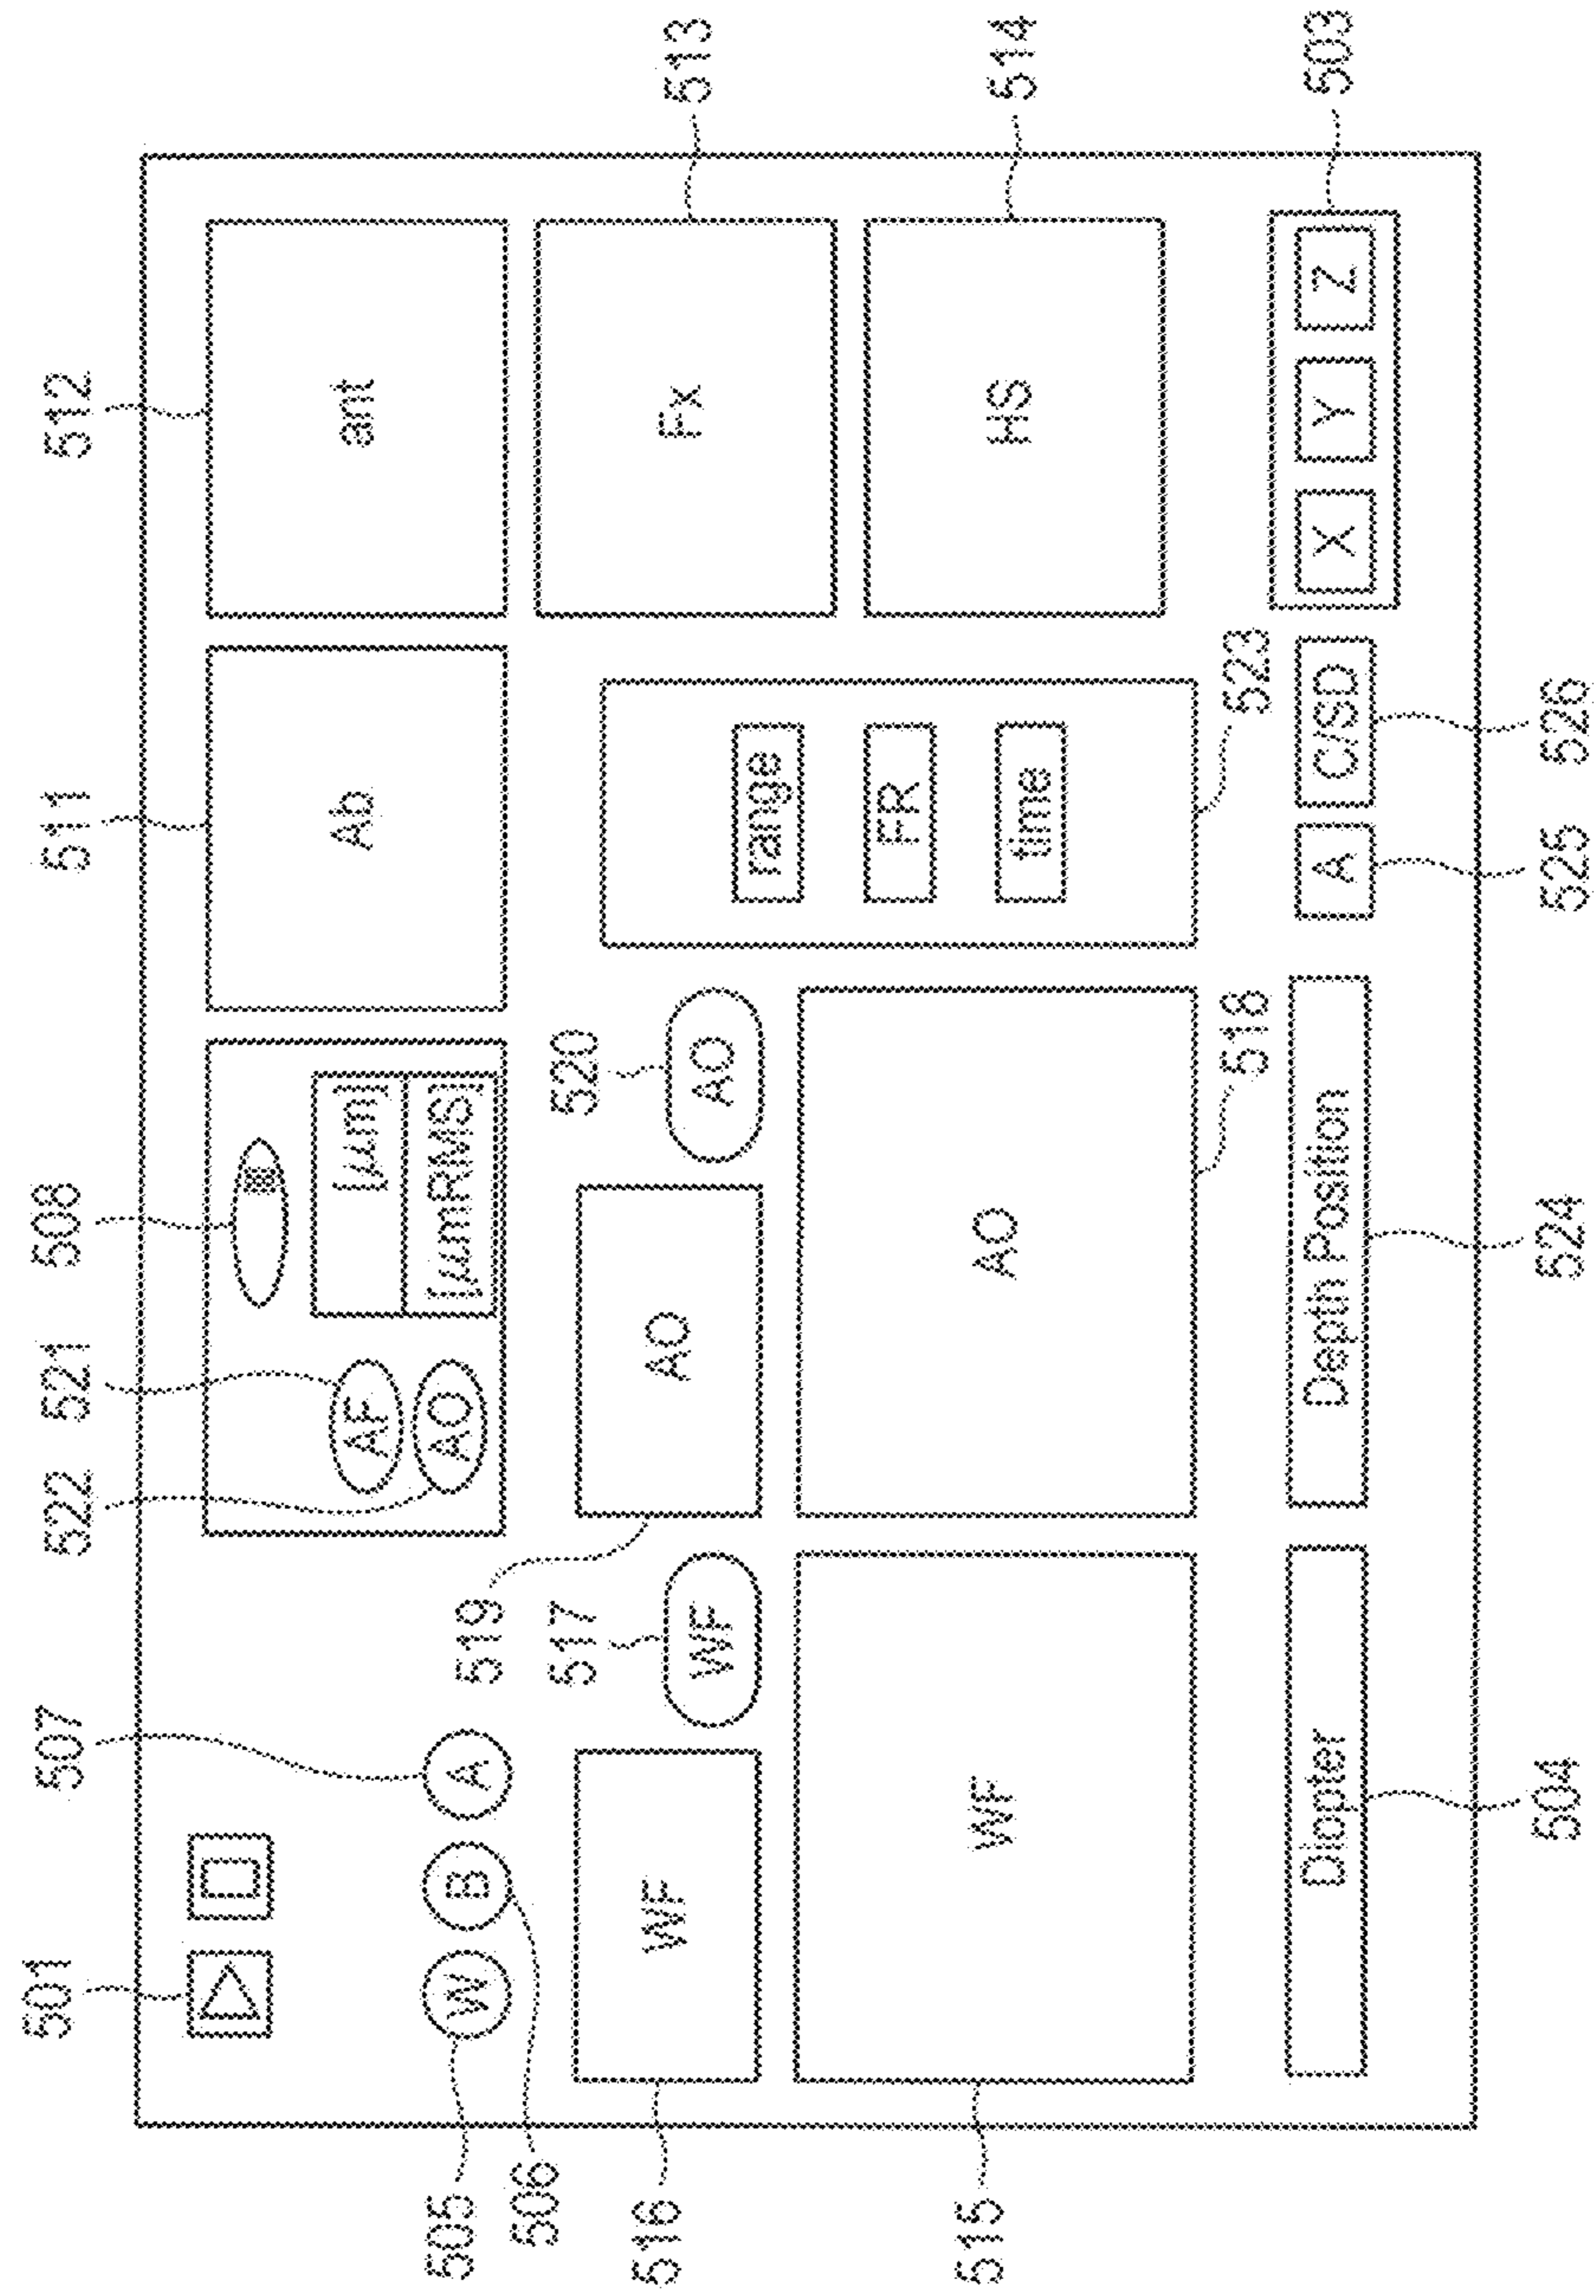 501 507 522 521 508 511 512
AF [μm] Ab ant
505 W B A AO [μmRMS]
506 519
517 520
516 WF WF AO AO Fx 513
range
FR
515 WF AO HS 514
time
518 523
Diopter Depth Position A C/SD X Y Z 503
504 524 525 526